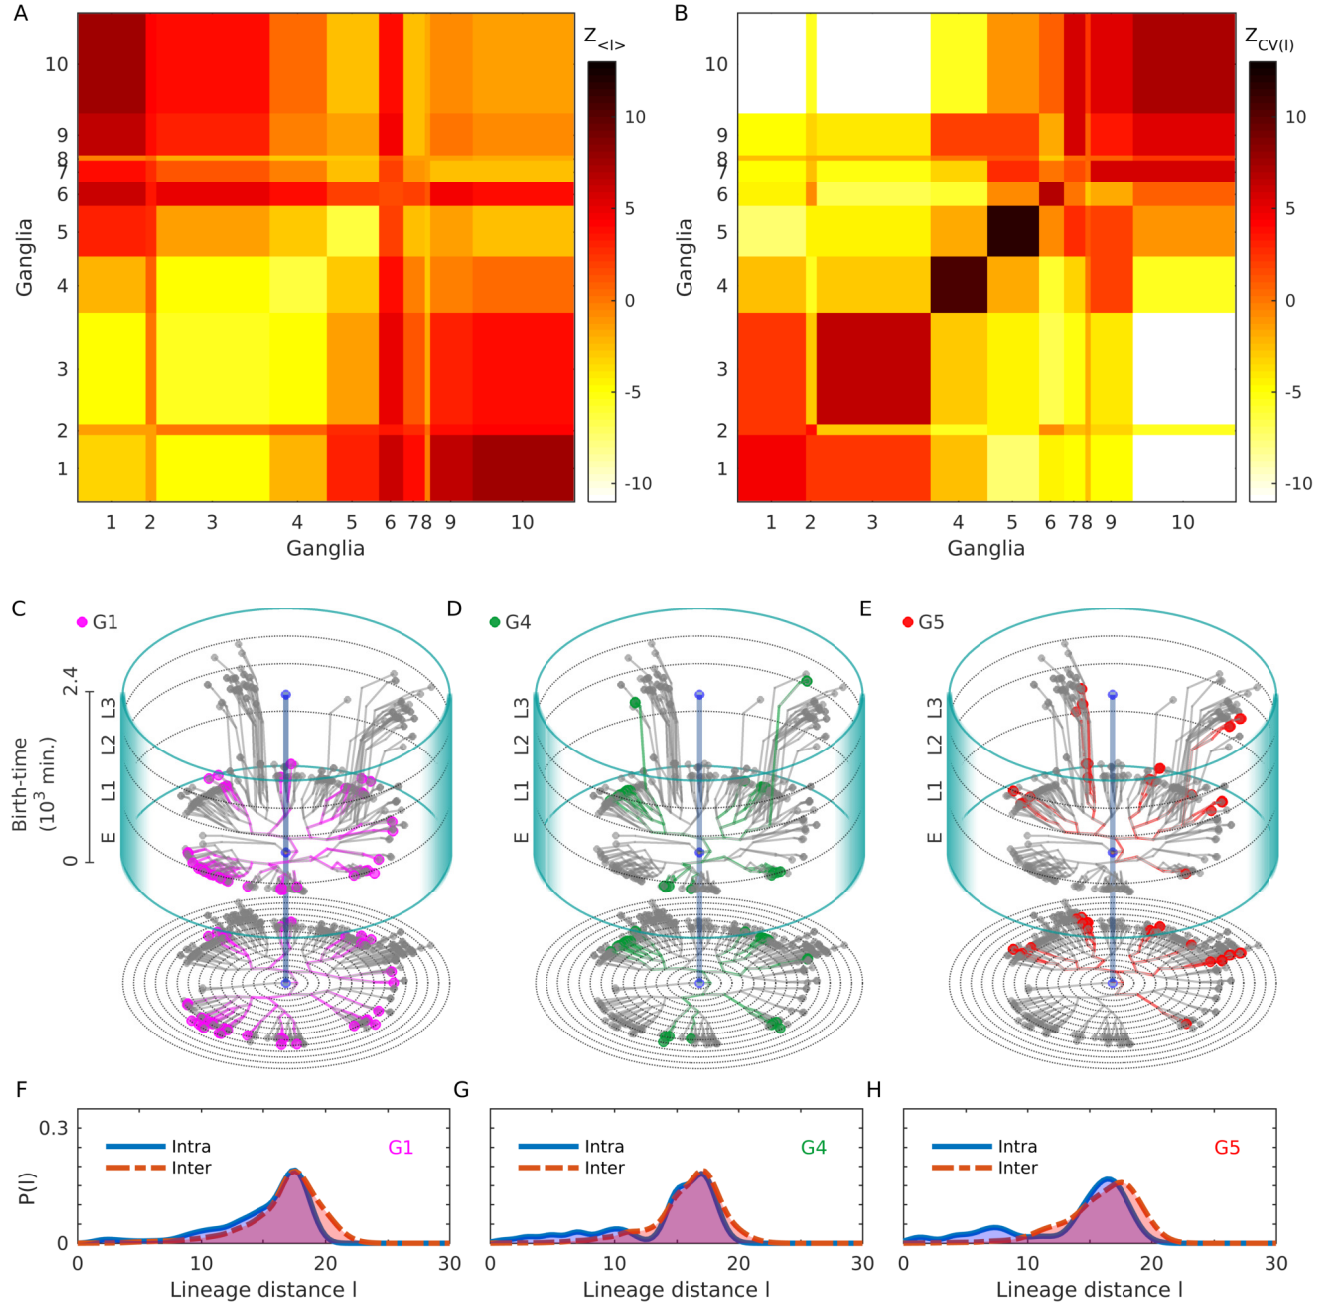 A
B
Z<l>
ZCV(l)
10
9
8
7
6
5
4
3
2
1
Ganglia
1 2 3 4 5 6 7 8 9 10
Ganglia
10
5
0
-5
-10
10
9
8
7
6
5
4
3
2
1
Ganglia
1 2 3 4 5 6 7 8 9 10
Ganglia
10
5
0
-5
-10
C
G1
D
G4
E
G5
Birth-time
(10³ min.)
2.4
0
L3
L2
L1
E
L3
L2
L1
E
L3
L2
L1
E
F
G
H
P(l)
0.3
0
Intra
Inter
G1
0 10 20 30
Lineage distance l
Intra
Inter
G4
0 10 20 30
Lineage distance l
Intra
Inter
G5
0 10 20 30
Lineage distance l